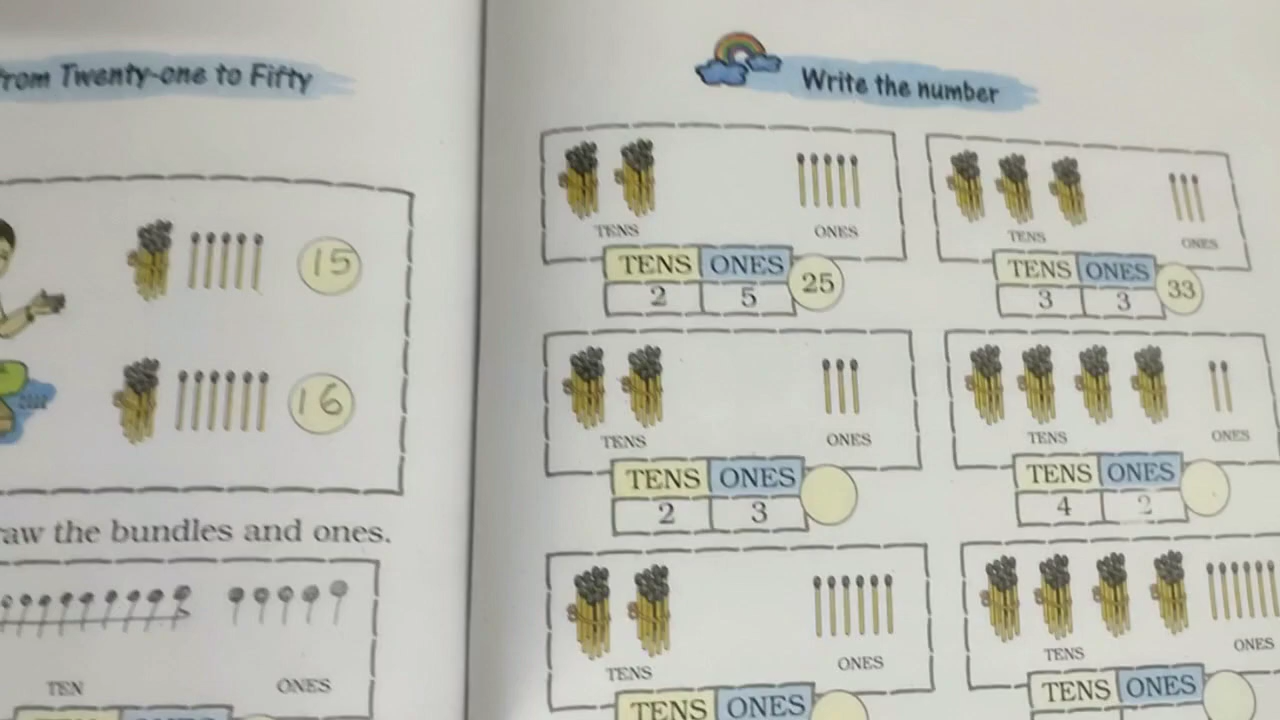 from Twenty-one to Fifty
15
16
raw the bundles and ones.
TEN ONES
Write the number
TENS ONES
TENS ONES
2 5 25
TENS ONES
TENS ONES
3 3 33
TENS ONES
TENS ONES
2 3
TENS ONES
TENS ONES
4 2
TENS ONES
TENS ONES
TENS ONES
TENS ONES